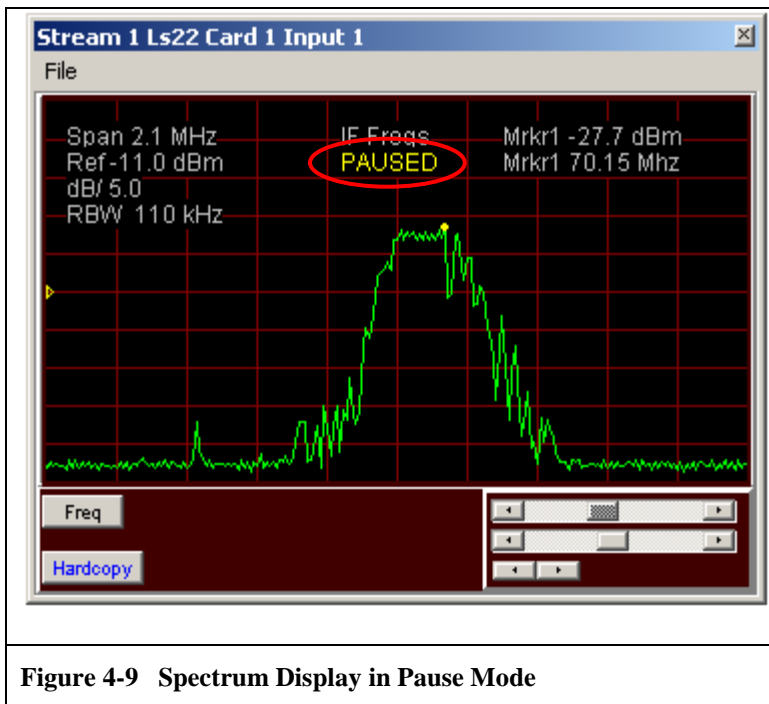 Stream 1 Ls22 Card 1 Input 1
File
Span 2.1 MHz
Ref-11.0 dBm
dB/ 5.0
RBW 110 kHz
IF Freqs
PAUSED
Mrkr1 -27.7 dBm
Mrkr1 70.15 Mhz
Freq
Hardcopy
Figure 4-9 Spectrum Display in Pause Mode